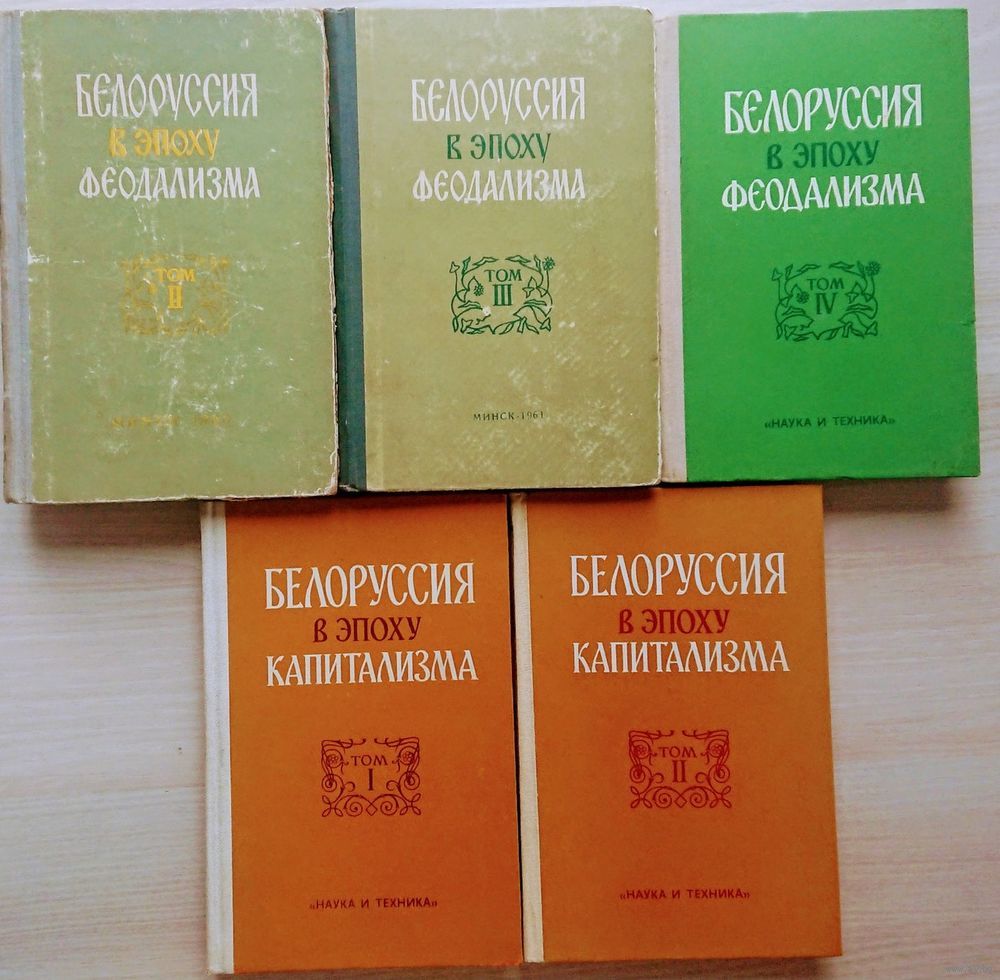 БЕЛОРУССИЯ
В ЭПОХУ
ФЕОДАЛИЗМА
ТОМ
II
БЕЛОРУССИЯ
В ЭПОХУ
ФЕОДАЛИЗМА
ТОМ
III
МИНСК-1961
БЕЛОРУССИЯ
В ЭПОХУ
ФЕОДАЛИЗМА
ТОМ
IV
«НАУКА И ТЕХНИКА»
БЕЛОРУССИЯ
В ЭПОХУ
КАПИТАЛИЗМА
ТОМ
I
«НАУКА И ТЕХНИКА»
БЕЛОРУССИЯ
В ЭПОХУ
КАПИТАЛИЗМА
ТОМ
II
«НАУКА И ТЕХНИКА»